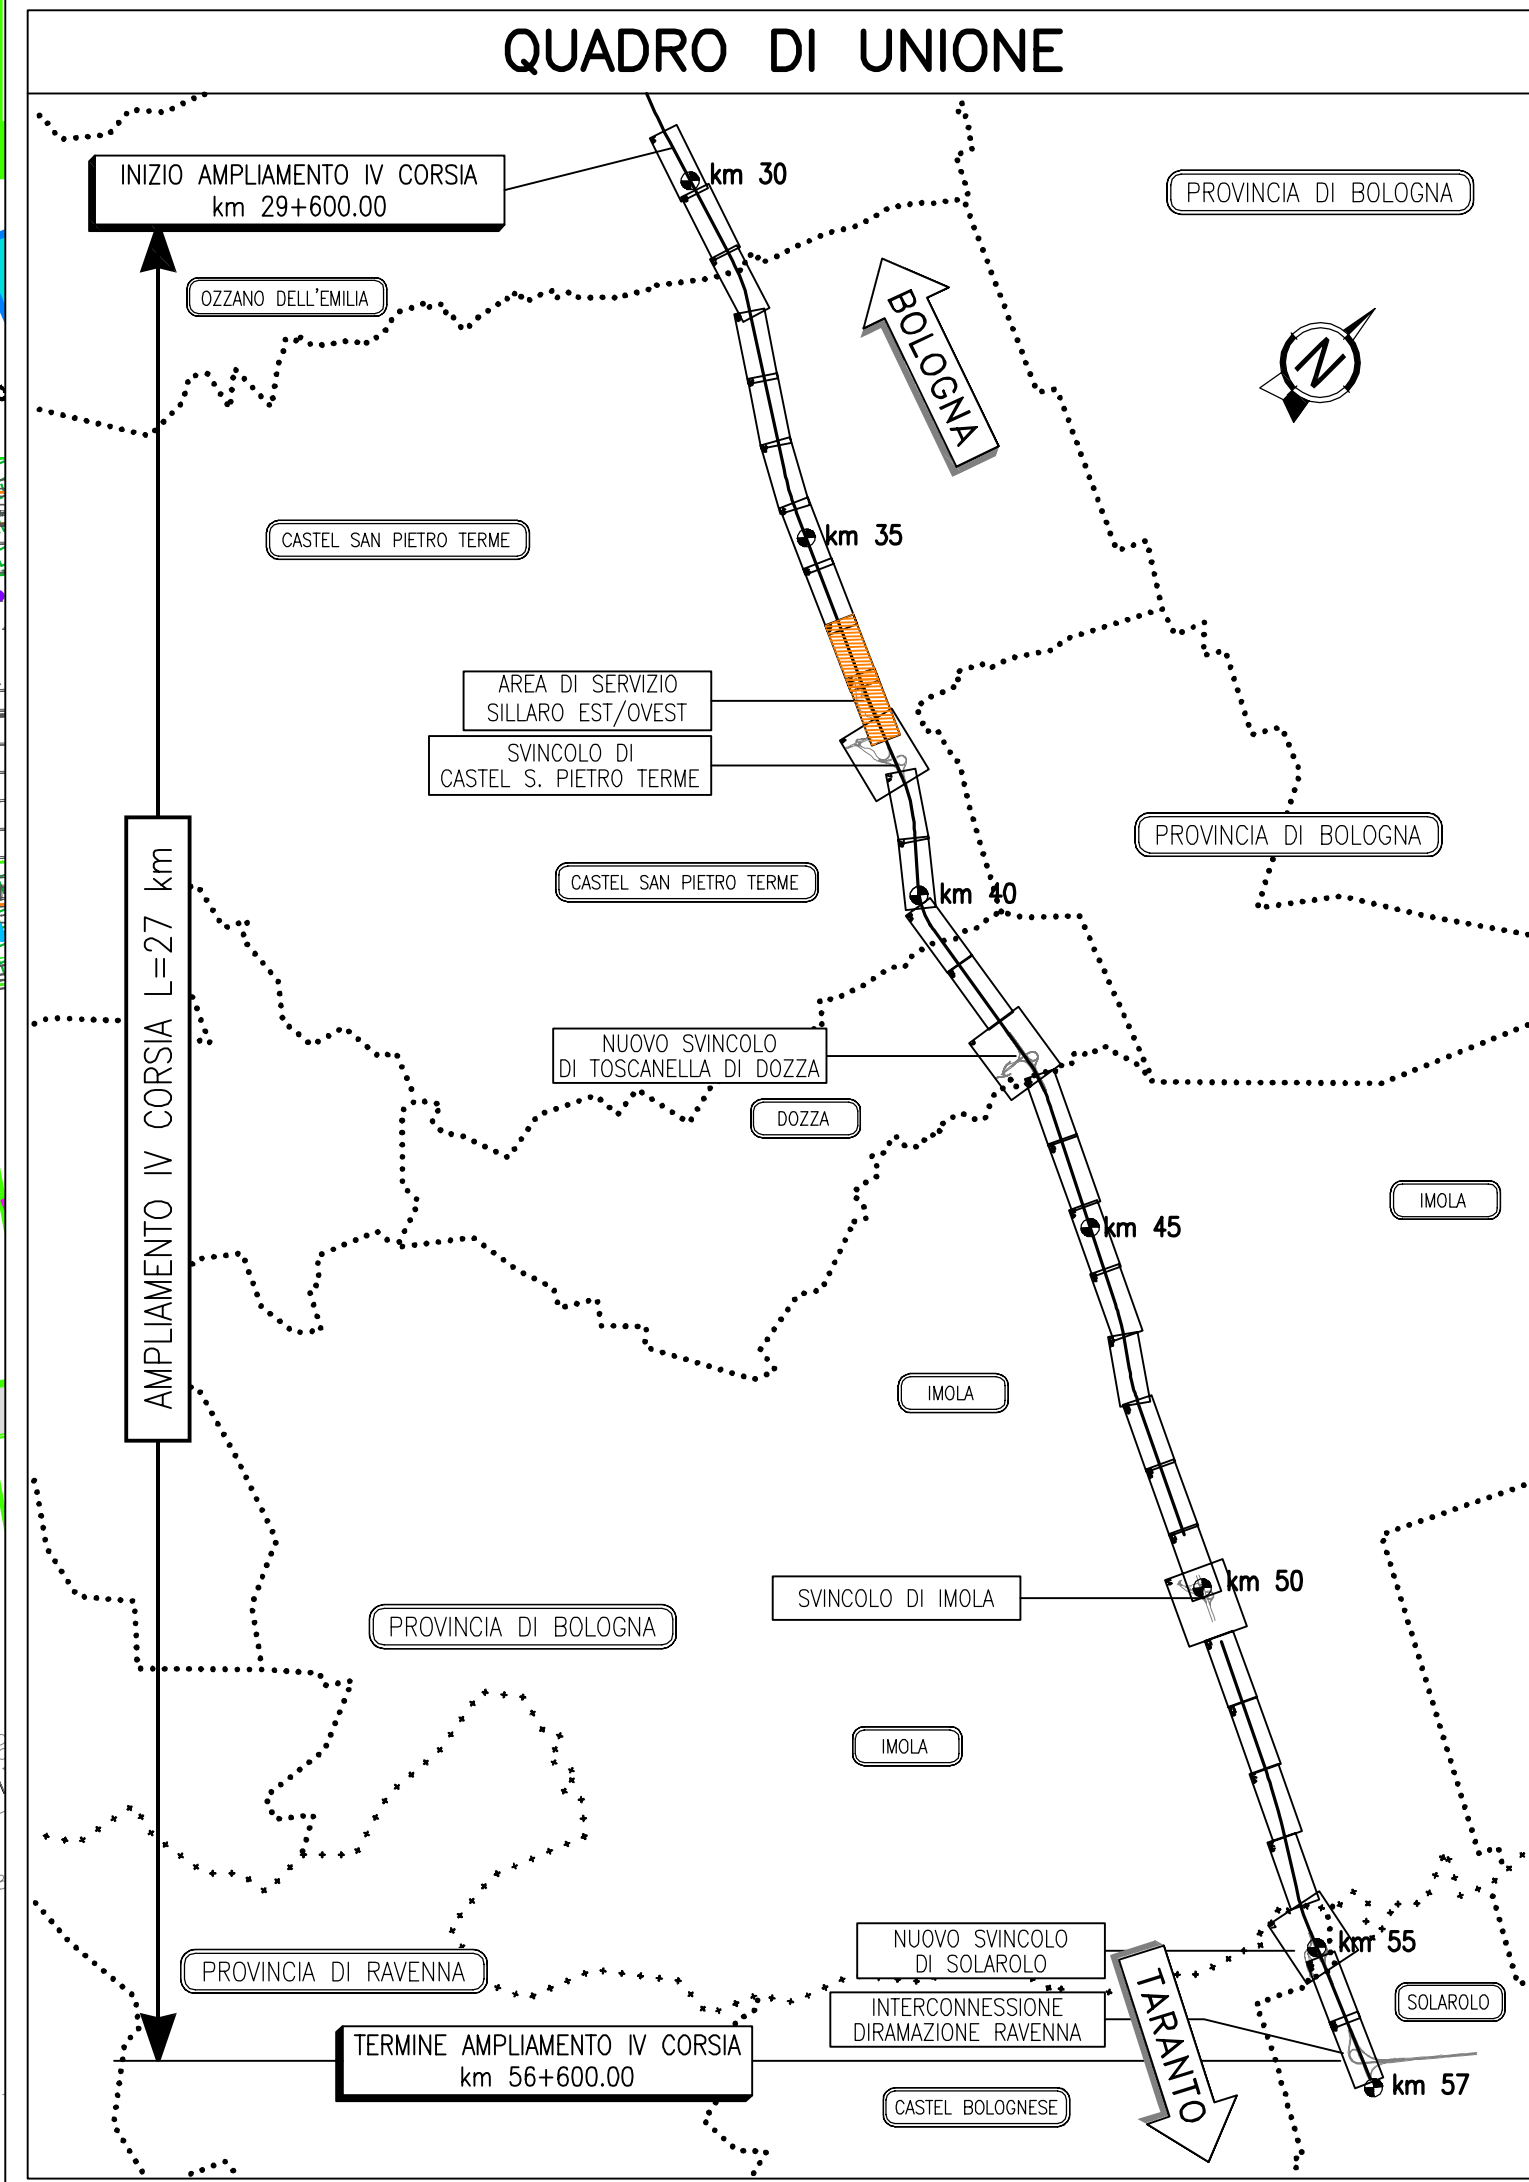 QUADRO DI UNIONE
INIZIO AMPLIAMENTO IV CORSIA
km 29+600.00
km 30
PROVINCIA DI BOLOGNA
OZZANO DELL'EMILIA
BOLOGNA
N
CASTEL SAN PIETRO TERME
km 35
AREA DI SERVIZIO
SILLARO EST/OVEST
SVINCOLO DI
CASTEL S. PIETRO TERME
PROVINCIA DI BOLOGNA
CASTEL SAN PIETRO TERME
km 40
AMPLIAMENTO IV CORSIA L=27 km
NUOVO SVINCOLO
DI TOSCANELLA DI DOZZA
DOZZA
IMOLA
km 45
IMOLA
km 50
SVINCOLO DI IMOLA
PROVINCIA DI BOLOGNA
IMOLA
NUOVO SVINCOLO
DI SOLAROLO
km 55
PROVINCIA DI RAVENNA
INTERCONNESSIONE
DIRAMAZIONE RAVENNA
SOLAROLO
TARANTO
TERMINE AMPLIAMENTO IV CORSIA
km 56+600.00
km 57
CASTEL BOLOGNESE